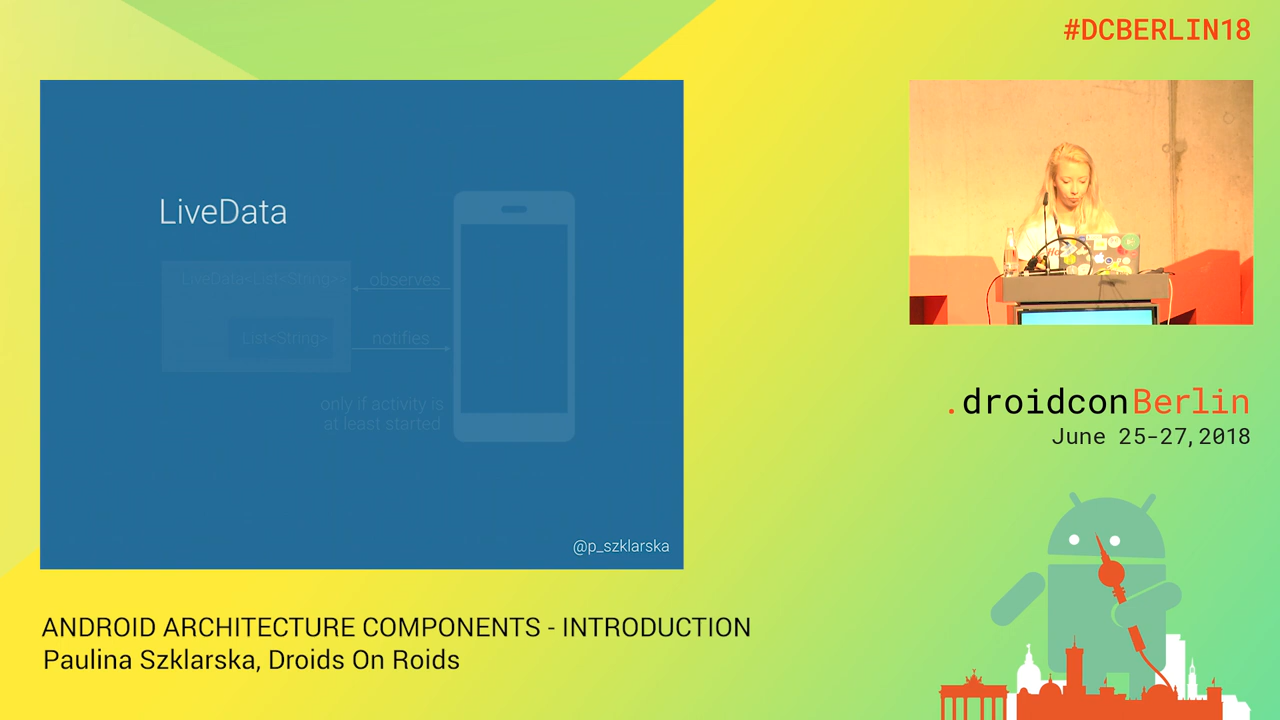 #DCBERLIN18
LiveData
LiveData<List<String>>
observes
List<String>
notifies
only if activity is
at least started
@p_szklarska
.droidconBerlin
June 25-27, 2018
ANDROID ARCHITECTURE COMPONENTS - INTRODUCTION
Paulina Szklarska, Droids On Roids